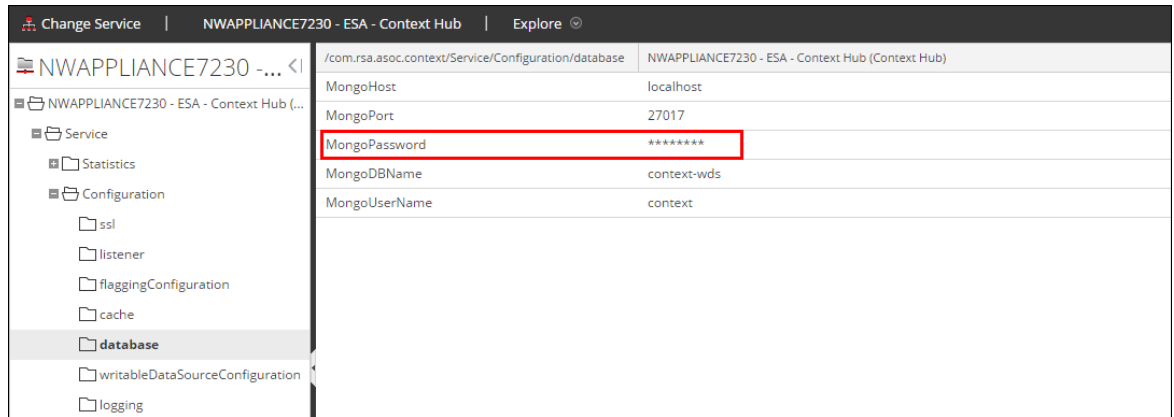 Change Service | NWAPPLIANCE7230 - ESA - Context Hub | Explore
NWAPPLIANCE7230 -...
NWAPPLIANCE7230 - ESA - Context Hub (...
Service
Statistics
Configuration
ssl
listener
flaggingConfiguration
cache
database
writableDataSourceConfiguration
logging
/com.rsa.asoc.context/Service/Configuration/database NWAPPLIANCE7230 - ESA - Context Hub (Context Hub)
MongoHost localhost
MongoPort 27017
MongoPassword ********
MongoDBName context-wds
MongoUserName context